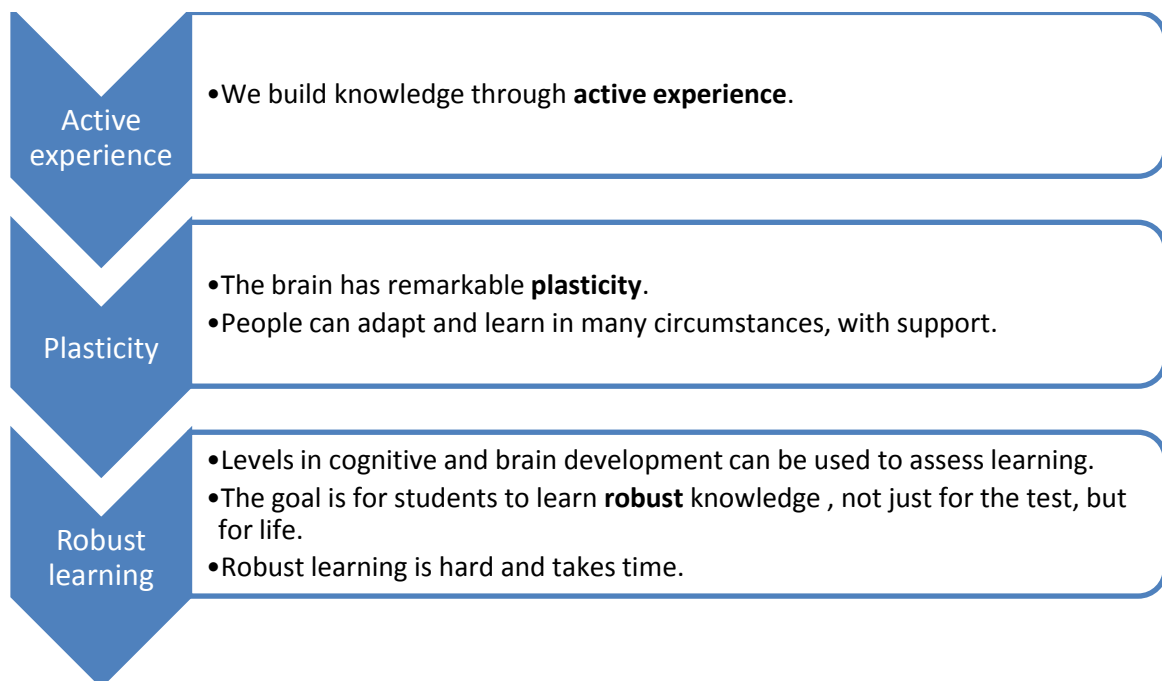 Active
experience
•We build knowledge through active experience.
Plasticity
•The brain has remarkable plasticity.
•People can adapt and learn in many circumstances, with support.
Robust
learning
•Levels in cognitive and brain development can be used to assess learning.
•The goal is for students to learn robust knowledge , not just for the test, but
for life.
•Robust learning is hard and takes time.